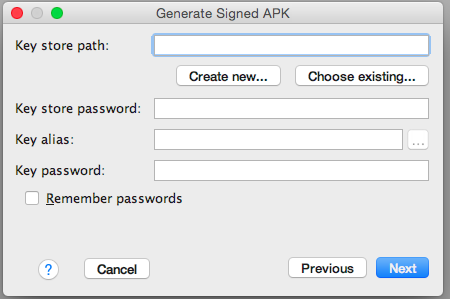 Generate Signed APK
Key store path:
Create new... Choose existing...
Key store password:
Key alias: ...
Key password:
Remember passwords
? Cancel Previous Next